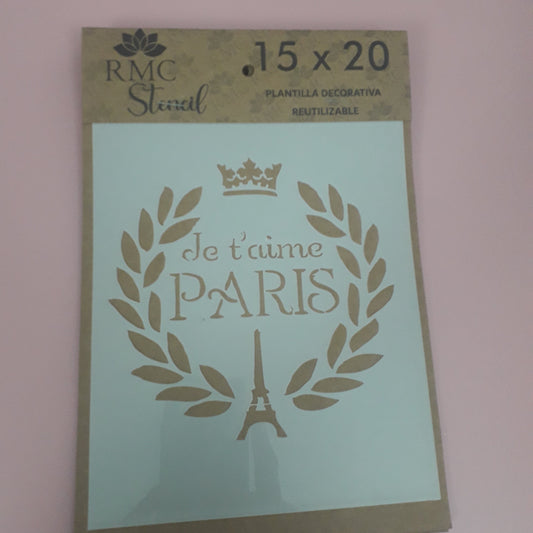 RMC
Stencil
.15 x 20
PLANTILLA DECORATIVA
REUTILIZABLE
Je t'aime
PARIS